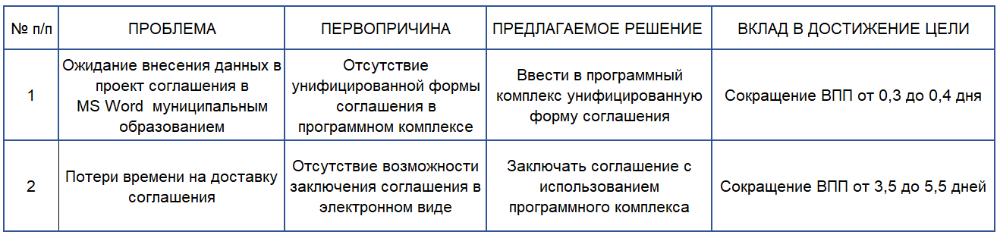 № п/п
ПРОБЛЕМА
ПЕРВОПРИЧИНА
ПРЕДЛАГАЕМОЕ РЕШЕНИЕ
ВКЛАД В ДОСТИЖЕНИЕ ЦЕЛИ
1
Ожидание внесения данных в
проект соглашения в
MS Word муниципальным
образованием
Отсутствие
унифицированной формы
соглашения в
программном комплексе
Ввести в программный
комплекс унифицированную
форму соглашения
Сокращение ВПП от 0,3 до 0,4 дня
2
Потери времени на доставку
соглашения
Отсутствие возможности
заключения соглашения в
электронном виде
Заключать соглашение с
использованием
программного комплекса
Сокращение ВПП от 3,5 до 5,5 дней